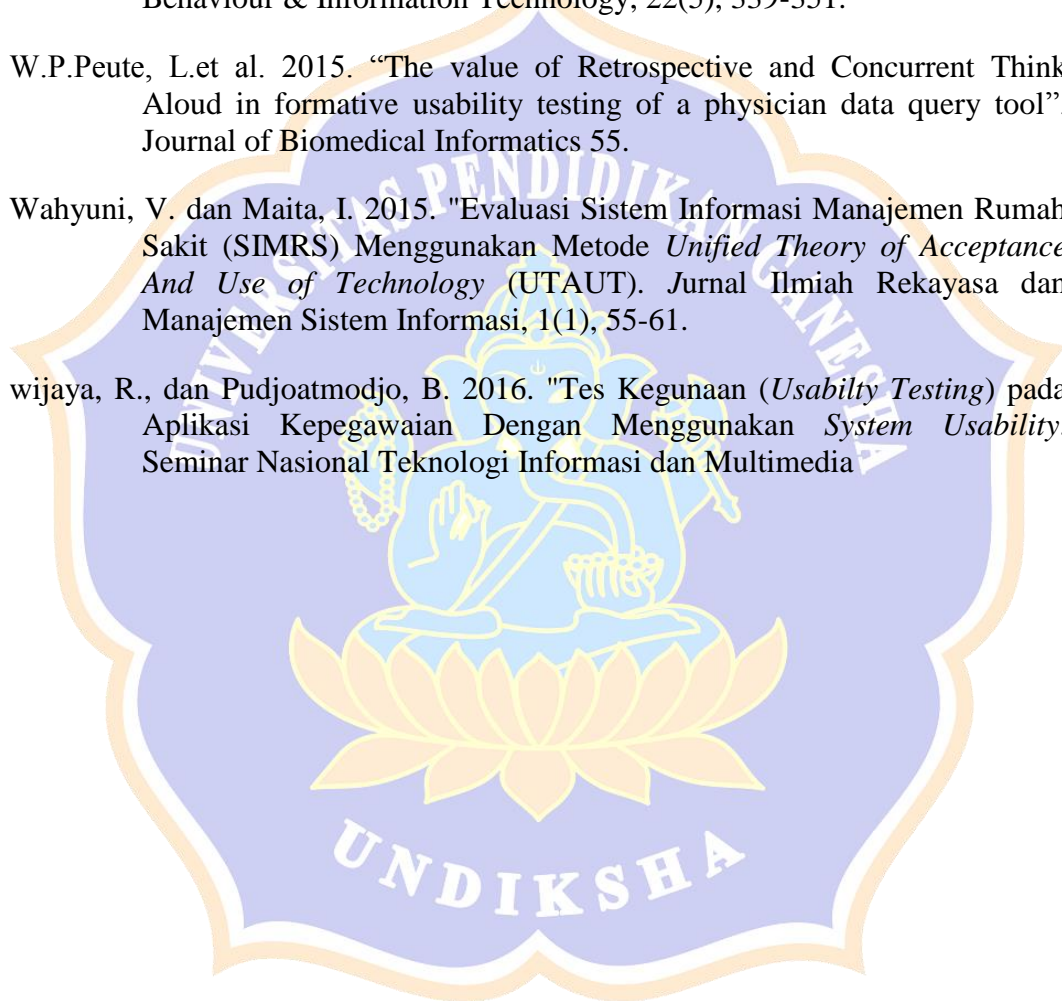 Behaviour & Information Technology, 22(5), 339-351.
W.P.Peute, L.et al. 2015. “The value of Retrospective and Concurrent Think
Aloud in formative usability testing of a physician data query tool”.
Journal of Biomedical Informatics 55.
Wahyuni, V. dan Maita, I. 2015. "Evaluasi Sistem Informasi Manajemen Rumah
Sakit (SIMRS) Menggunakan Metode Unified Theory of Acceptance
And Use of Technology (UTAUT). Jurnal Ilmiah Rekayasa dan
Manajemen Sistem Informasi, 1(1), 55-61.
wijaya, R., dan Pudjoatmodjo, B. 2016. "Tes Kegunaan (Usabilty Testing) pada
Aplikasi Kepegawaian Dengan Menggunakan System Usability.
Seminar Nasional Teknologi Informasi dan Multimedia
UNIVERSITAS PENDIDIKAN GANESHA
UNDIKSHA